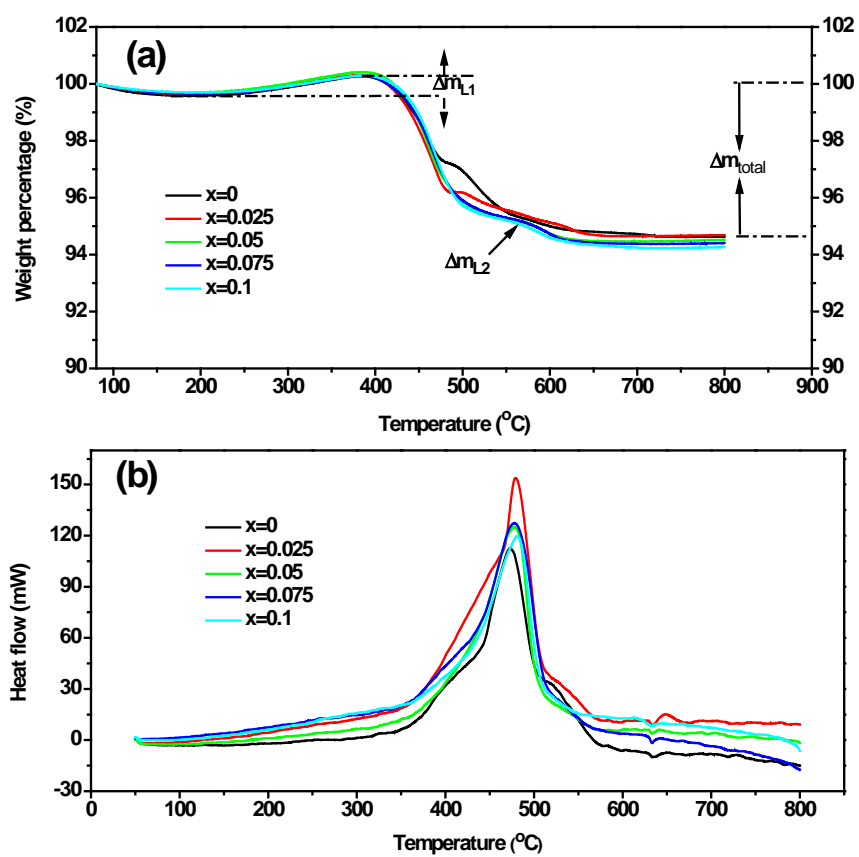 (a)
102
100
98
96
94
92
90
102
100
98
96
94
92
90
Δm_L1
Δm_total
Δm_L2
x=0
x=0.025
x=0.05
x=0.075
x=0.1
Weight percentage (%)
100 200 300 400 500 600 700 800 900
Temperature (°C)
(b)
150
120
90
60
30
0
-30
x=0
x=0.025
x=0.05
x=0.075
x=0.1
Heat flow (mW)
0 100 200 300 400 500 600 700 800
Temperature (°C)